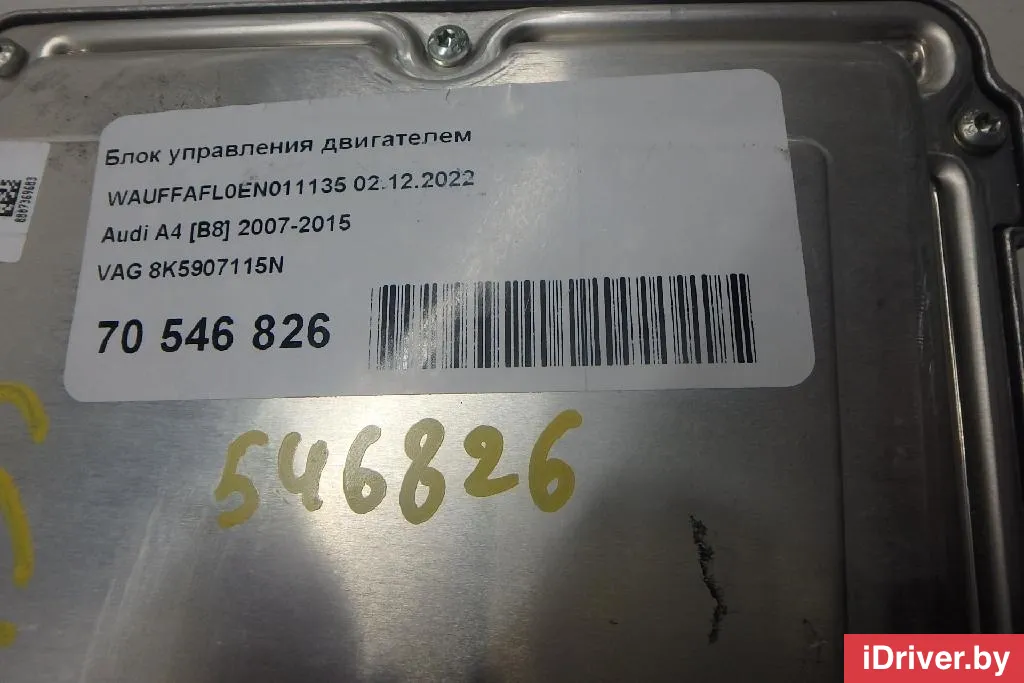 Блок управления двигателем
WAUFFAFL0EN011135 02.12.2022
Audi A4 [B8] 2007-2015
VAG 8K5907115N
70 546 826
546826
iDriver.by